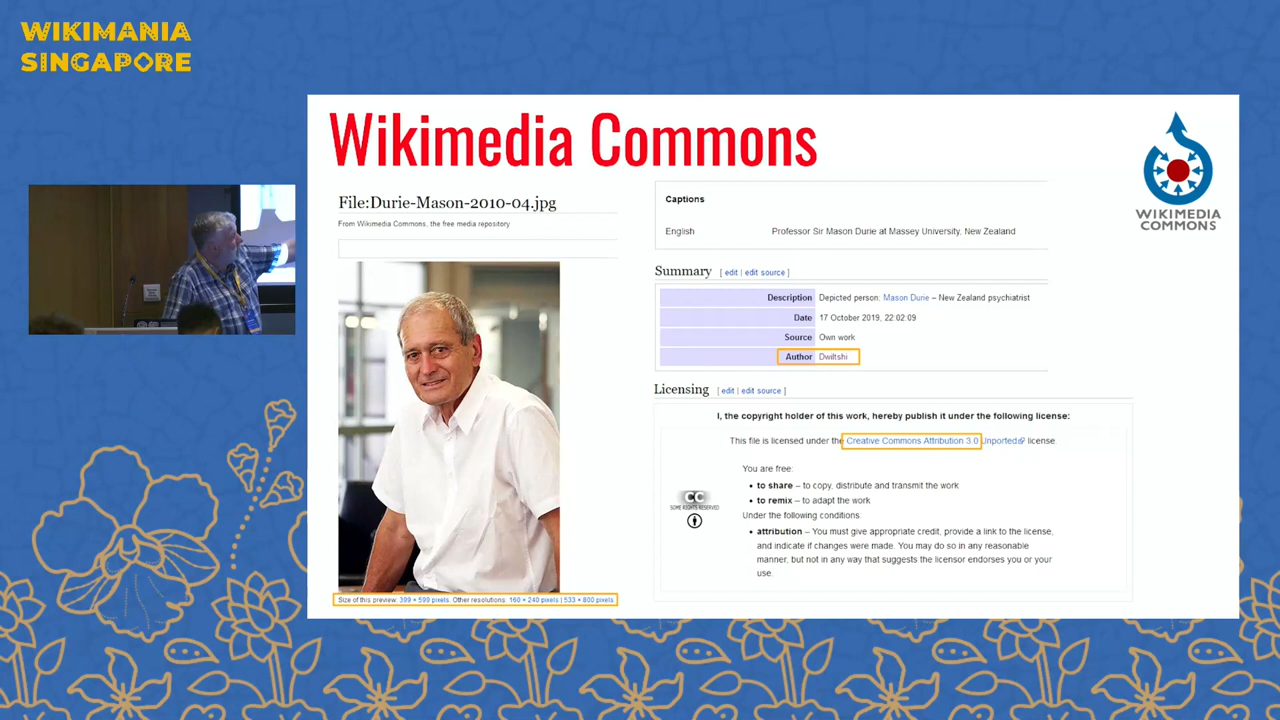 WIKIMANIA
SINGAPORE
Wikimedia Commons
WIKIMEDIA
COMMONS
File:Durie-Mason-2010-04.jpg
From Wikimedia Commons, the free media repository
Size of this preview: 399 × 599 pixels. Other resolutions: 160 × 240 pixels | 533 × 800 pixels
Captions
English Professor Sir Mason Durie at Massey University, New Zealand
Summary [ edit | edit source ]
Description Depicted person: Mason Durie – New Zealand psychiatrist
Date 17 October 2019, 22:02:09
Source Own work
Author Dwiltshi
Licensing [ edit | edit source ]
I, the copyright holder of this work, hereby publish it under the following license:
This file is licensed under the Creative Commons Attribution 3.0 Unported license.
You are free:
• to share – to copy, distribute and transmit the work
• to remix – to adapt the work
Under the following conditions:
• attribution – You must give appropriate credit, provide a link to the license,
and indicate if changes were made. You may do so in any reasonable
manner, but not in any way that suggests the licensor endorses you or your
use.
CC
SOME RIGHTS RESERVED